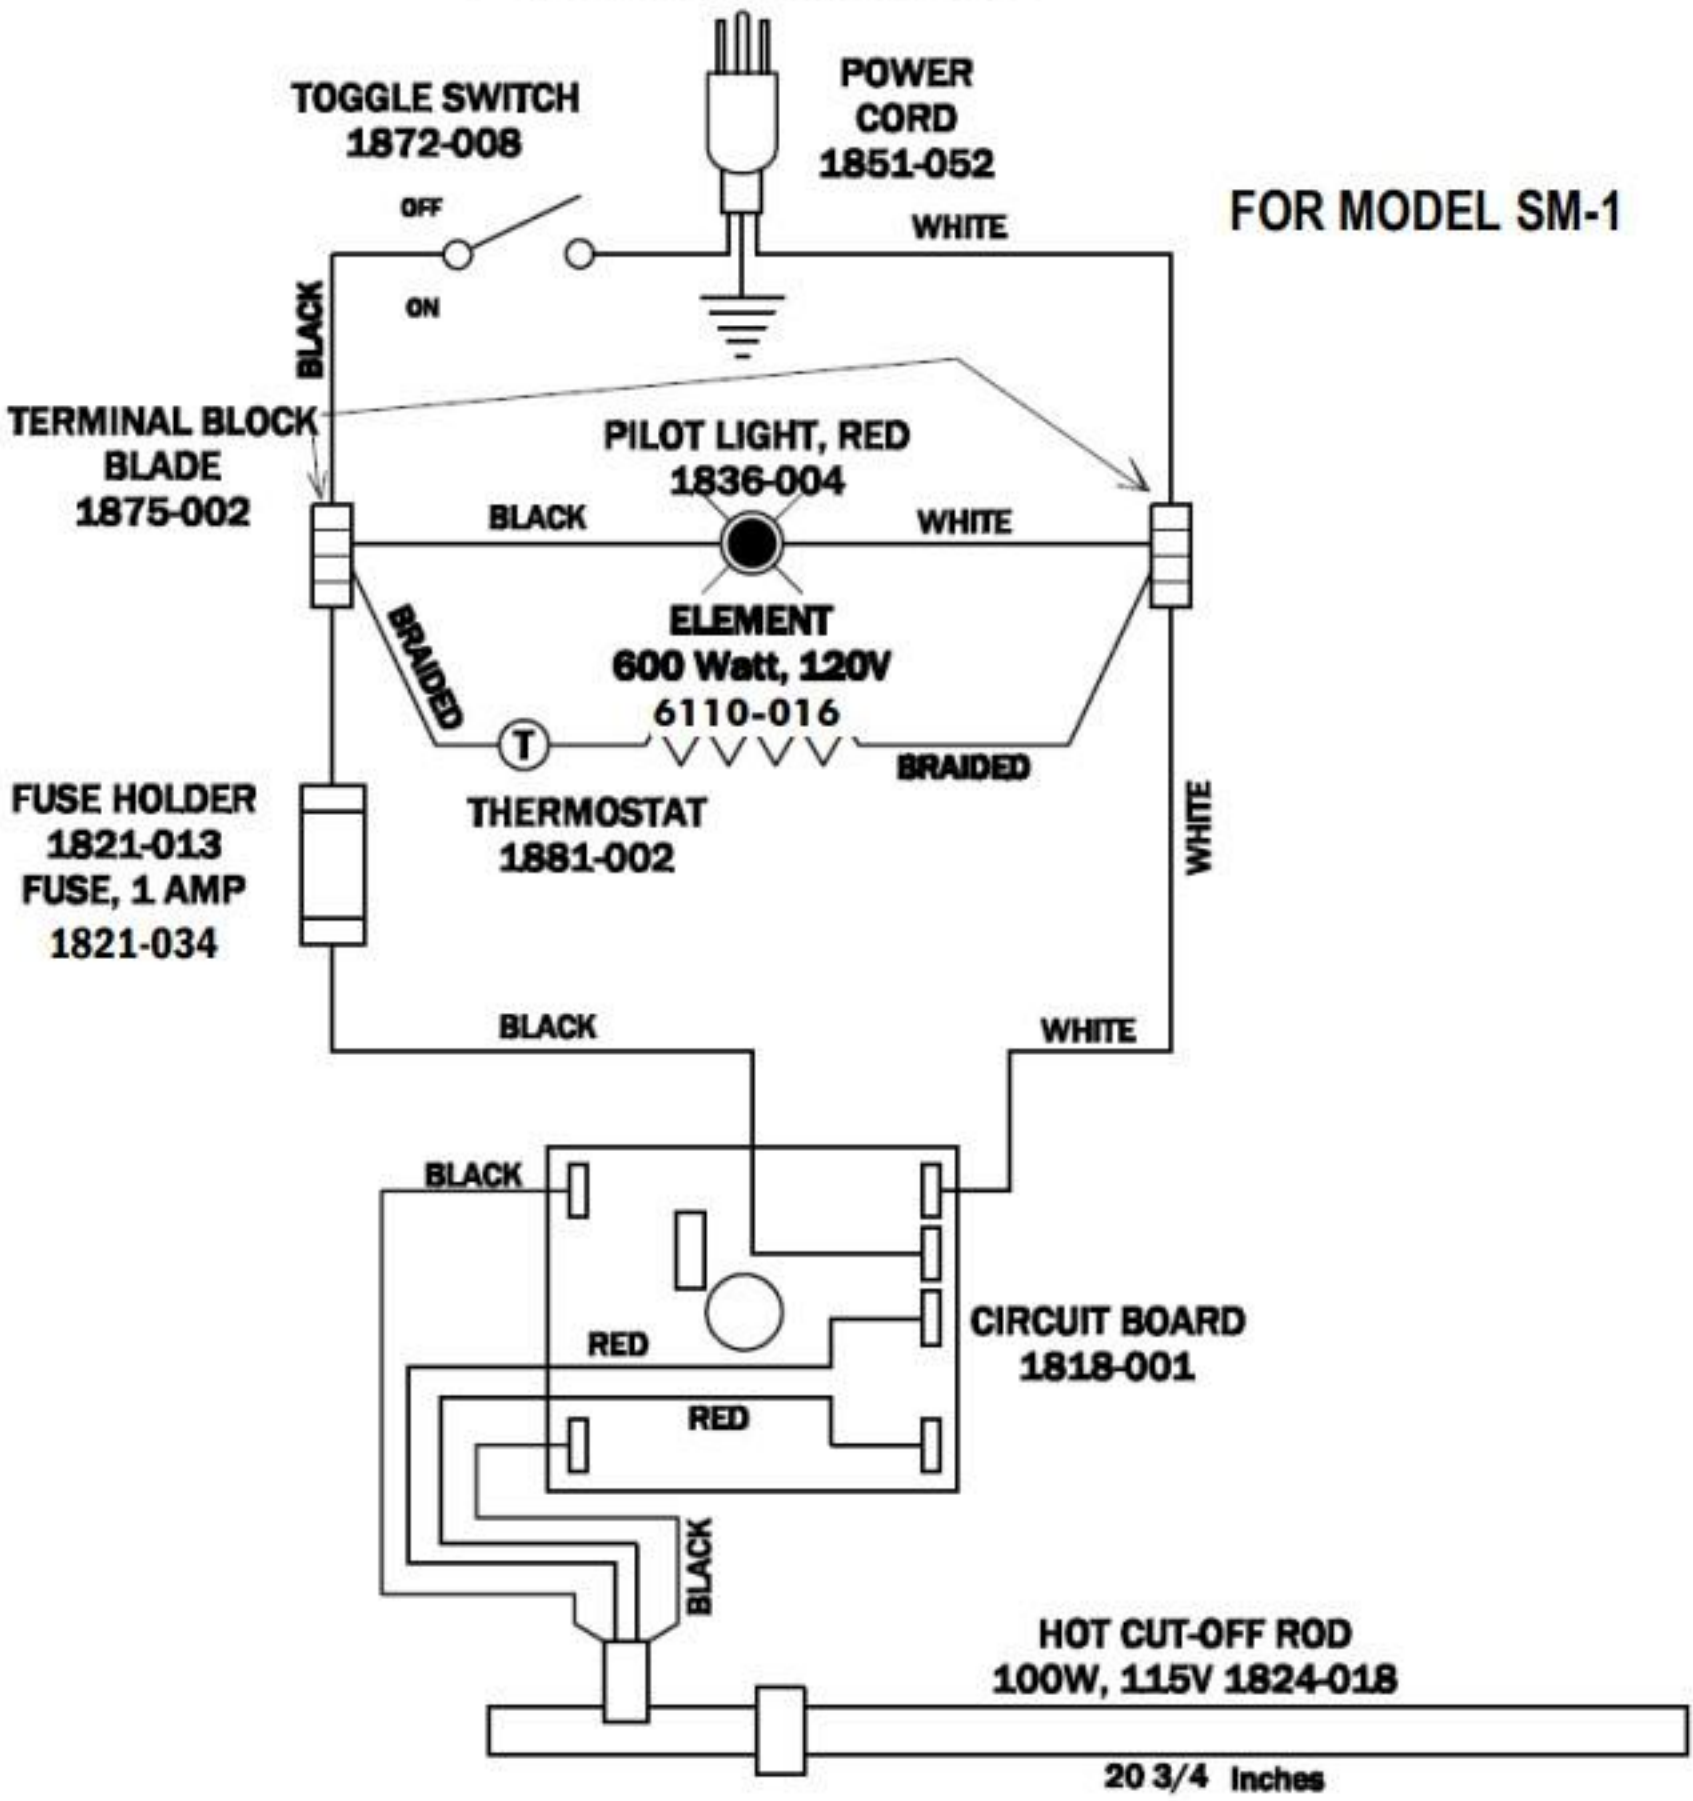 TOGGLE SWITCH
1872-008
POWER
CORD
1851-052
FOR MODEL SM-1
OFF
ON
WHITE
BLACK
TERMINAL BLOCK
BLADE
1875-002
PILOT LIGHT, RED
1836-004
BLACK
WHITE
BRAIDED
ELEMENT
600 Watt, 120V
6110-016
T
BRAIDED
THERMOSTAT
1881-002
FUSE HOLDER
1821-013
FUSE, 1 AMP
1821-034
WHITE
BLACK
WHITE
BLACK
CIRCUIT BOARD
1818-001
RED
RED
BLACK
HOT CUT-OFF ROD
100W, 115V 1824-018
20 3/4 Inches